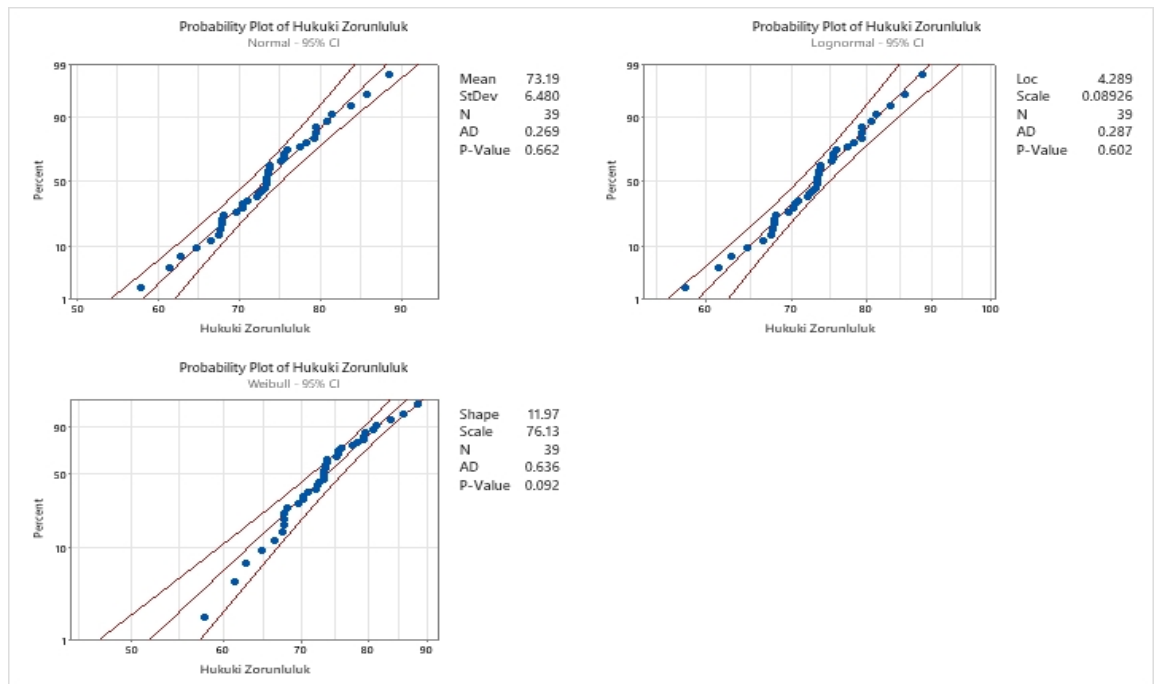 Probability Plot of Hukuki Zorunluluk
Normal - 95% CI
99
90
50
10
1
Percent
50 60 70 80 90
Hukuki Zorunluluk
Mean 73.19
StDev 6.480
N 39
AD 0.269
P-Value 0.662
Probability Plot of Hukuki Zorunluluk
Lognormal - 95% CI
99
90
50
10
1
Percent
60 70 80 90 100
Hukuki Zorunluluk
Loc 4.289
Scale 0.08926
N 39
AD 0.287
P-Value 0.602
Probability Plot of Hukuki Zorunluluk
Weibull - 95% CI
90
50
10
1
Percent
50 60 70 80 90
Hukuki Zorunluluk
Shape 11.97
Scale 76.13
N 39
AD 0.636
P-Value 0.092